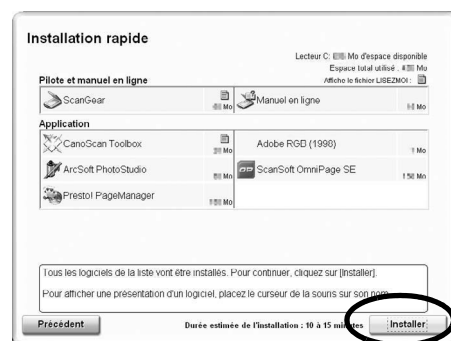 Installation rapide
Lecteur C: Mo d'espace disponible
Espace total utilisé : Mo
Affiche le fichier LISEZMOI :
Pilote et manuel en ligne
ScanGear
Mo
Manuel en ligne
Mo
Application
CanoScan Toolbox
Mo
Adobe RGB (1998)
1 Mo
ArcSoft PhotoStudio
Mo
ScanSoft OmniPage SE
Mo
Presto! PageManager
Mo
Tous les logiciels de la liste vont être installés. Pour continuer, cliquez sur [Installer].
Pour afficher une présentation d'un logiciel, placez le curseur de la souris sur son nom.
Précédent
Durée estimée de l'installation : 10 à 15 minutes
Installer